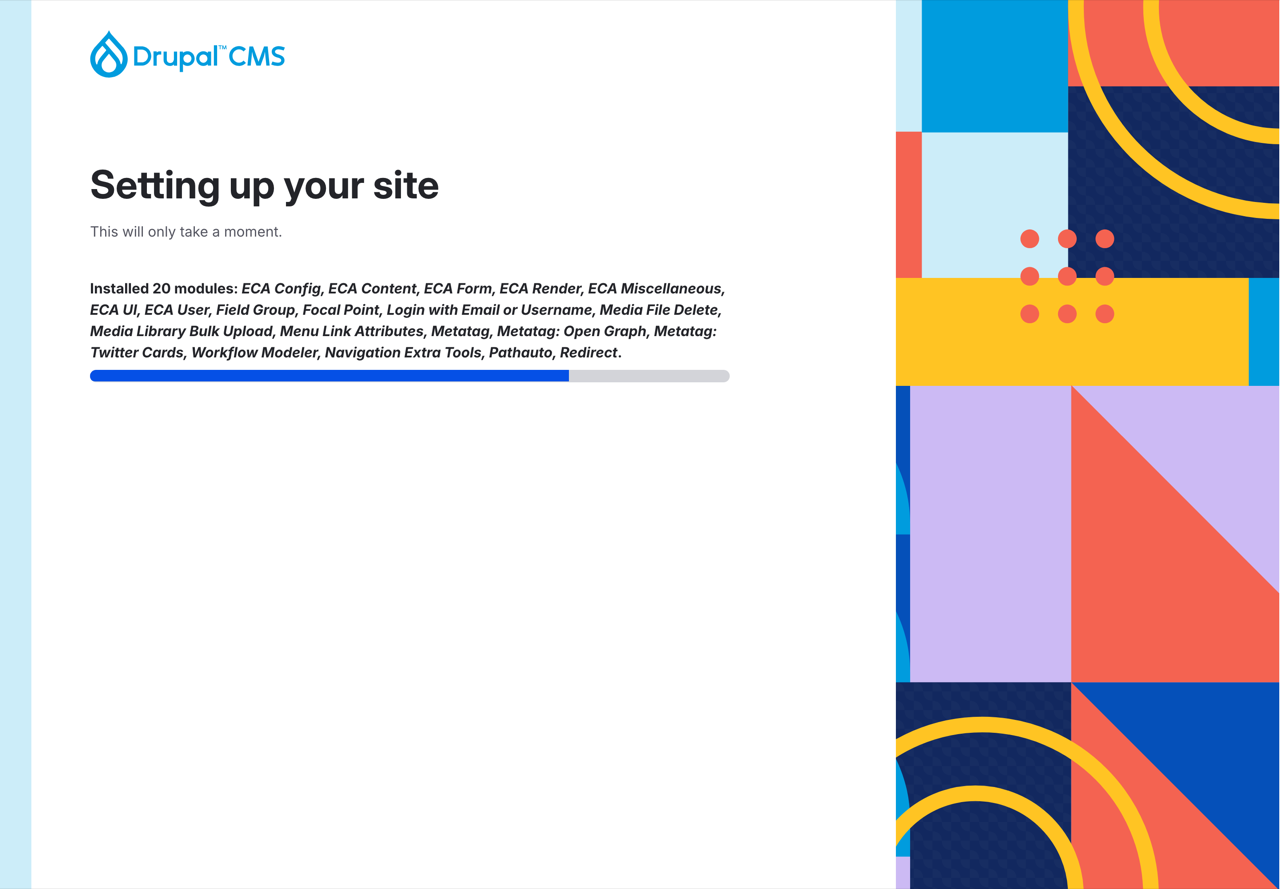 Drupal™ CMS
Setting up your site
This will only take a moment.
Installed 20 modules: ECA Config, ECA Content, ECA Form, ECA Render, ECA Miscellaneous,
ECA UI, ECA User, Field Group, Focal Point, Login with Email or Username, Media File Delete,
Media Library Bulk Upload, Menu Link Attributes, Metatag, Metatag: Open Graph, Metatag:
Twitter Cards, Workflow Modeler, Navigation Extra Tools, Pathauto, Redirect.